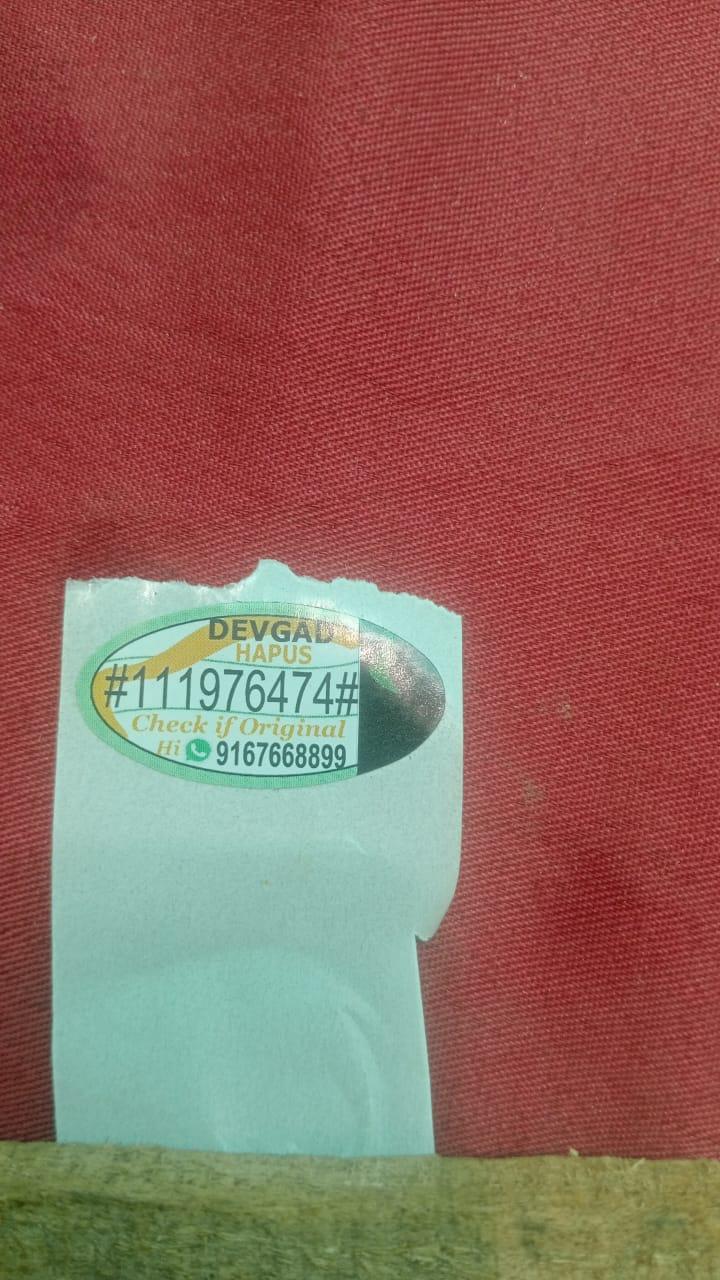 DEVGAD
HAPUS
#111976474#
Check if Original
Hi 9167668899